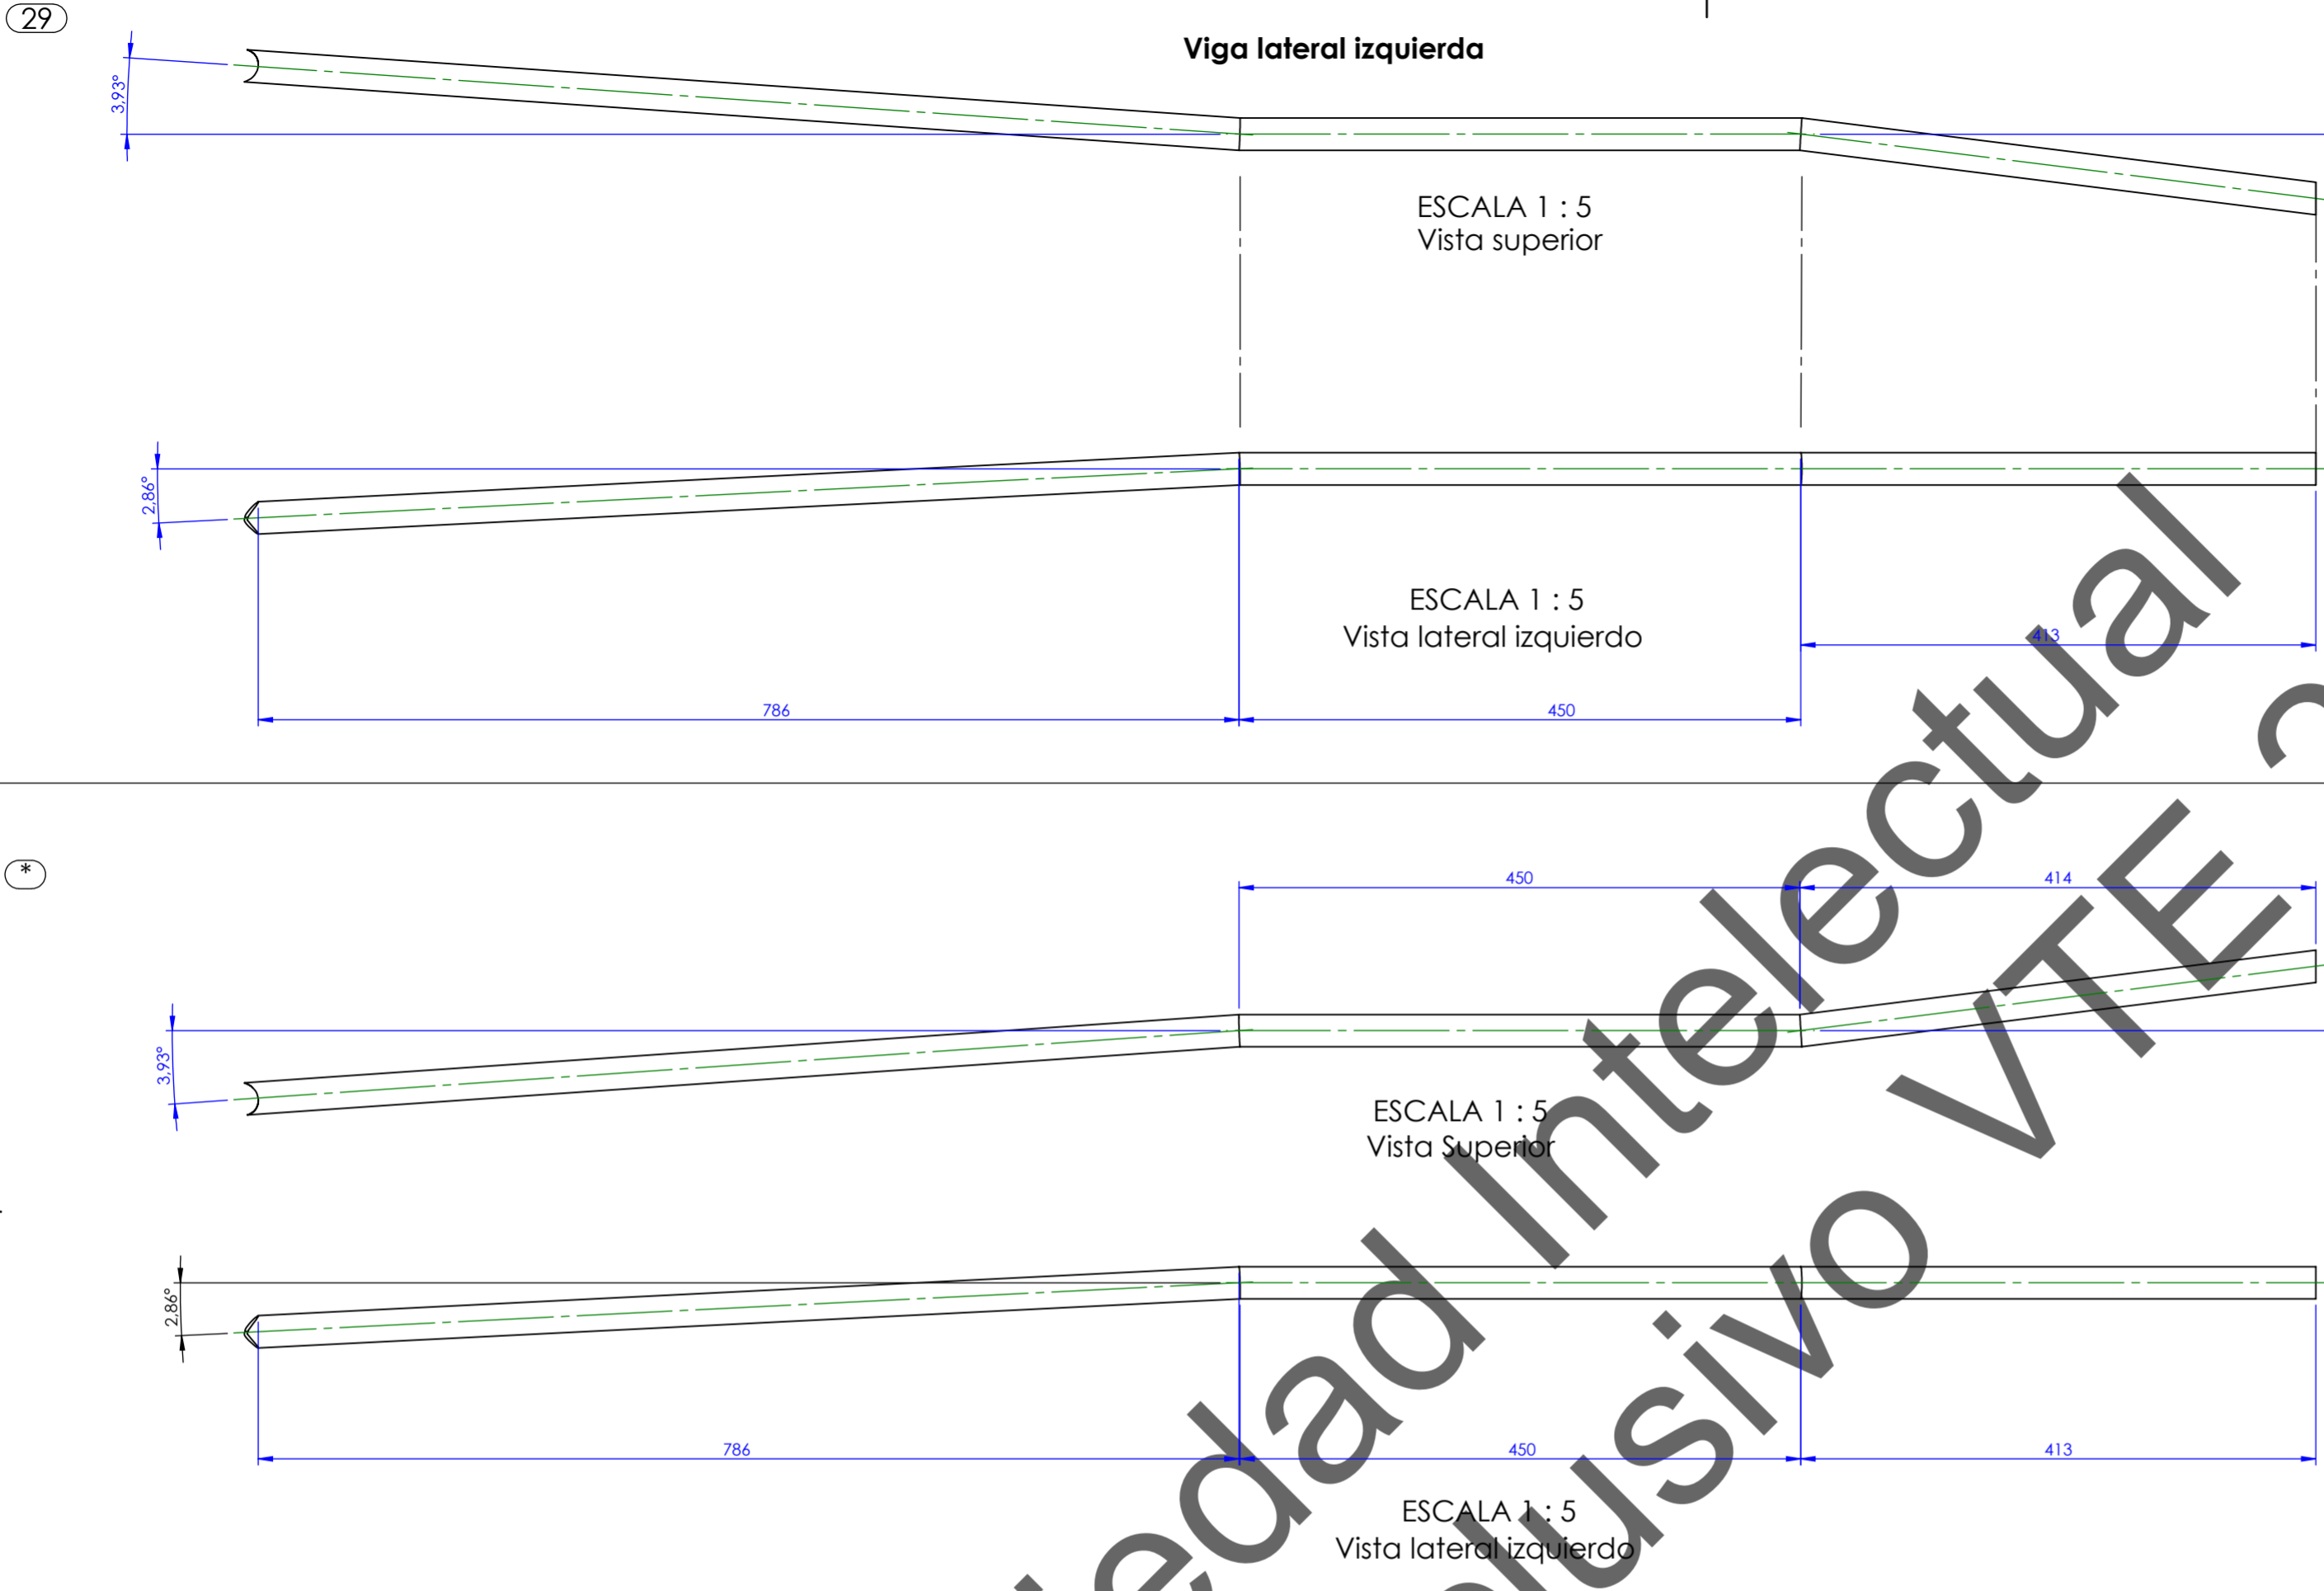 29
Viga lateral izquierda
3,93°
ESCALA 1 : 5
Vista superior
2,86°
ESCALA 1 : 5
Vista lateral izquierdo
413
786
450
*
450
414
3,93°
ESCALA 1 : 5
Vista Superior
2,86°
786
450
413
ESCALA 1 : 5
Vista lateral izquierdo
Intelectual
VTE